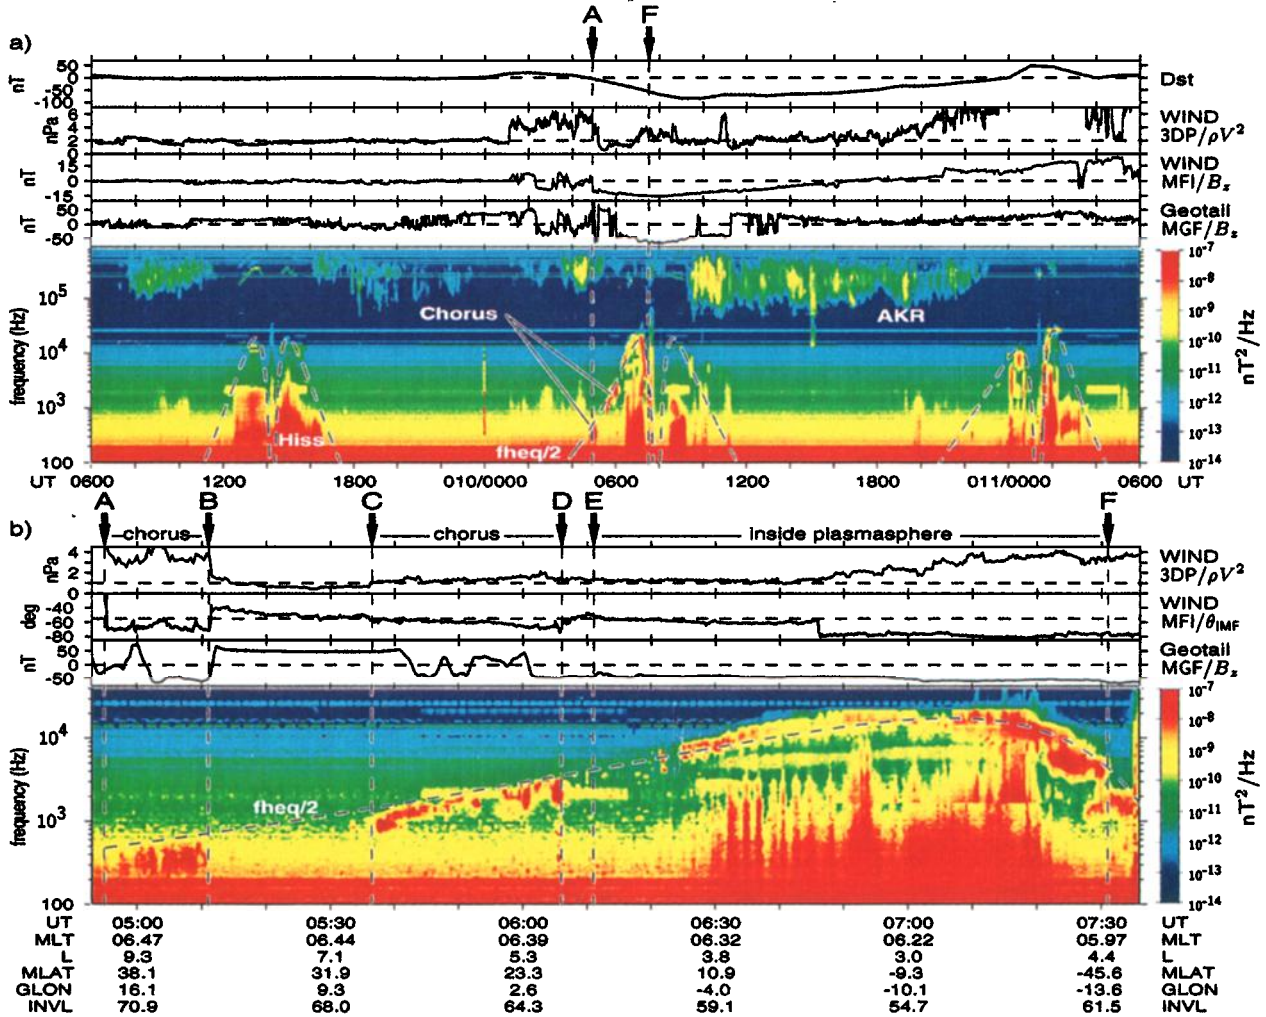 A F
a)
50
0
-50
-100
nT
Dst
6
4
2
0
nPa
WIND
3DP/ρV²
15
0
-15
nT
WIND
MFI/B_z
50
0
-50
nT
Geotail
MGF/B_z
10⁵
10⁴
10³
100
frequency (Hz)
Chorus
AKR
Hiss
fheq/2
10⁻⁷
10⁻⁸
10⁻⁹
10⁻¹⁰
10⁻¹¹
10⁻¹²
10⁻¹³
10⁻¹⁴
nT²/Hz
UT 0600 1200 1800 010/0000 0600 1200 1800 011/0000 0600 UT
A B C D E F
b)
chorus chorus inside plasmasphere
4
2
0
nPa
WIND
3DP/ρV²
-40
-60
-80
deg
WIND
MFI/θIMF
50
0
-50
nT
Geotail
MGF/B_z
10⁴
10³
100
frequency (Hz)
fheq/2
10⁻⁷
10⁻⁸
10⁻⁹
10⁻¹⁰
10⁻¹¹
10⁻¹²
10⁻¹³
10⁻¹⁴
nT²/Hz
UT 05:00 05:30 06:00 06:30 07:00 07:30 UT
MLT 06.47 06.44 06.39 06.32 06.22 05.97 MLT
L 9.3 7.1 5.3 3.8 3.0 4.4 L
MLAT 38.1 31.9 23.3 10.9 -9.3 -45.6 MLAT
GLON 16.1 9.3 2.6 -4.0 -10.1 -13.6 GLON
INVL 70.9 68.0 64.3 59.1 54.7 61.5 INVL